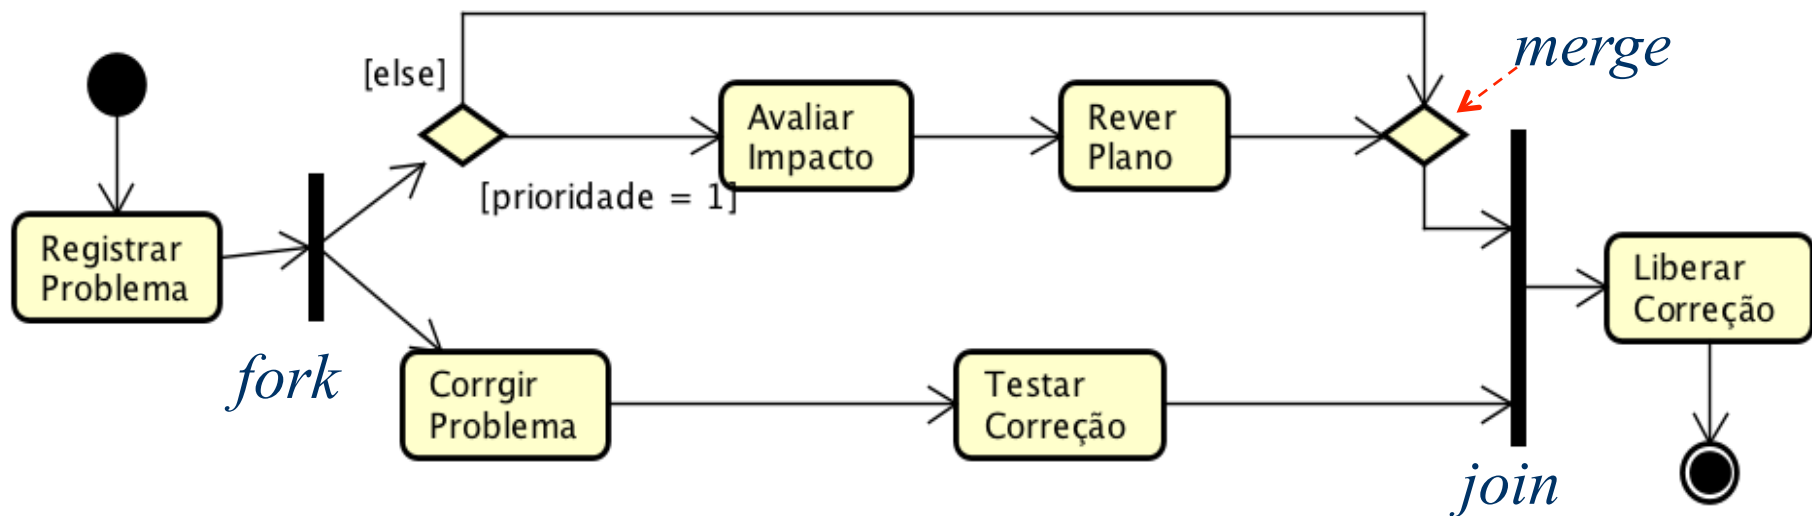 merge
[else]
Avaliar
Impacto
Rever
Plano
[prioridade = 1]
Registrar
Problema
Liberar
Correção
fork
Corrgir
Problema
Testar
Correção
join